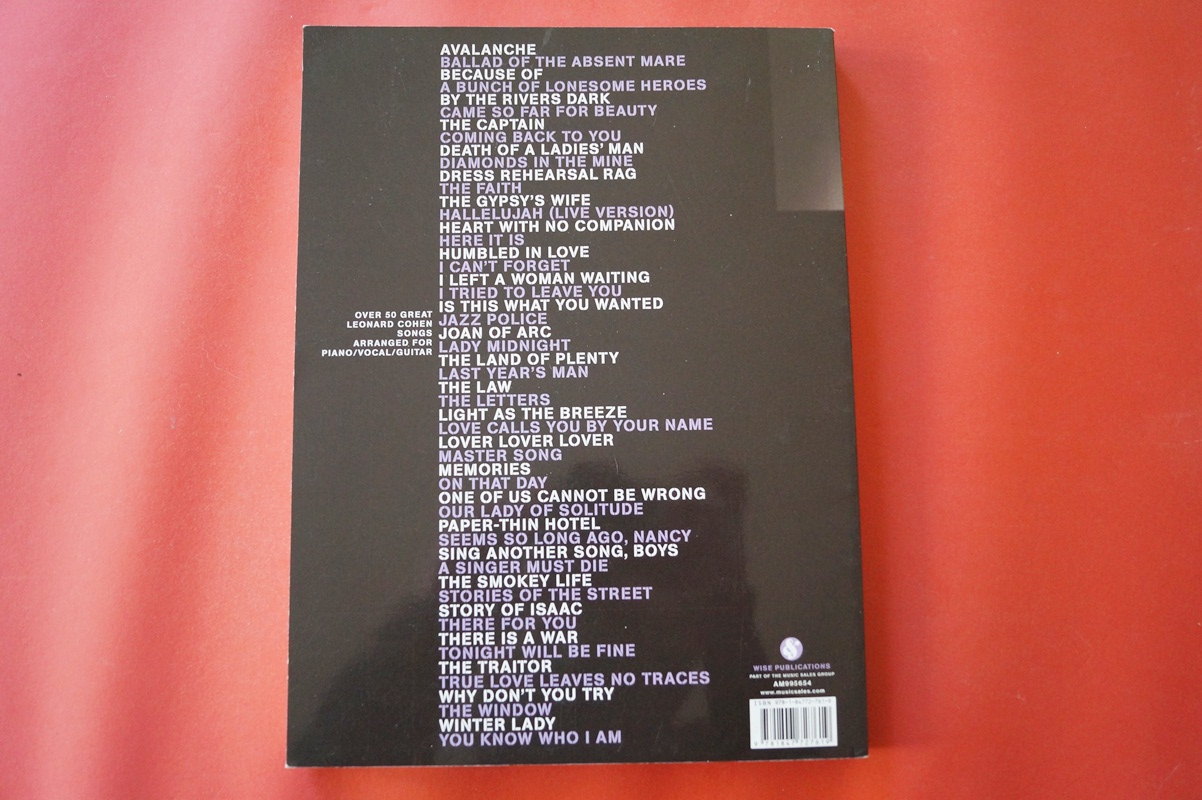 AVALANCHE
BALLAD OF THE ABSENT MARE
BECAUSE OF
A BUNCH OF LONESOME HEROES
BY THE RIVERS DARK
CAME SO FAR FOR BEAUTY
THE CAPTAIN
COMING BACK TO YOU
DEATH OF A LADIES' MAN
DIAMONDS IN THE MINE
DRESS REHEARSAL RAG
THE FAITH
THE GYPSY'S WIFE
HALLELUJAH (LIVE VERSION)
HEART WITH NO COMPANION
HERE IT IS
HUMBLED IN LOVE
I CAN'T FORGET
I LEFT A WOMAN WAITING
I TRIED TO LEAVE YOU
IS THIS WHAT YOU WANTED
JAZZ POLICE
JOAN OF ARC
LADY MIDNIGHT
THE LAND OF PLENTY
LAST YEAR'S MAN
THE LAW
THE LETTERS
LIGHT AS THE BREEZE
LOVE CALLS YOU BY YOUR NAME
LOVER LOVER LOVER
MASTER SONG
MEMORIES
ON THAT DAY
ONE OF US CANNOT BE WRONG
OUR LADY OF SOLITUDE
PAPER-THIN HOTEL
SEEMS SO LONG AGO, NANCY
SING ANOTHER SONG, BOYS
A SINGER MUST DIE
THE SMOKEY LIFE
STORIES OF THE STREET
STORY OF ISAAC
THERE FOR YOU
THERE IS A WAR
TONIGHT WILL BE FINE
THE TRAITOR
TRUE LOVE LEAVES NO TRACES
WHY DON'T YOU TRY
THE WINDOW
WINTER LADY
YOU KNOW WHO I AM
OVER 50 GREAT
LEONARD COHEN
SONGS
ARRANGED FOR
PIANO/VOCAL/GUITAR
WISE PUBLICATIONS
PART OF THE MUSIC SALES GROUP
AM995654
www.musicsales.com
ISBN